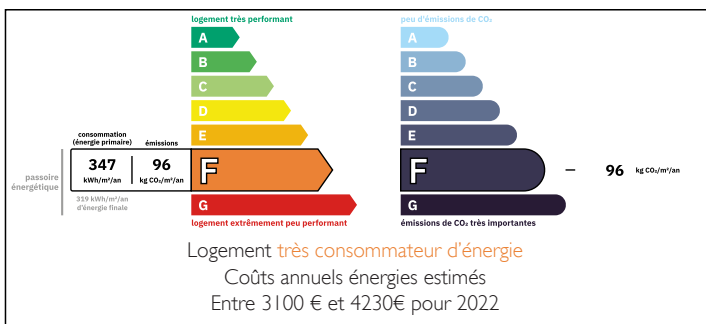 logement très performant
A
B
C
D
E
consommation
(énergie primaire)
émissions
passoire
énergétique
347
kWh/m²/an
96
kg CO₂/m²/an
F
319 kWh/m²/an
d'énergie finale
G
logement extrêmement peu performant
peu d'émissions de CO₂
A
B
C
D
E
F
96 kg CO₂/m²/an
G
émissions de CO₂ très importantes
Logement très consommateur d'énergie
Coûts annuels énergies estimés
Entre 3100 € et 4230€ pour 2022